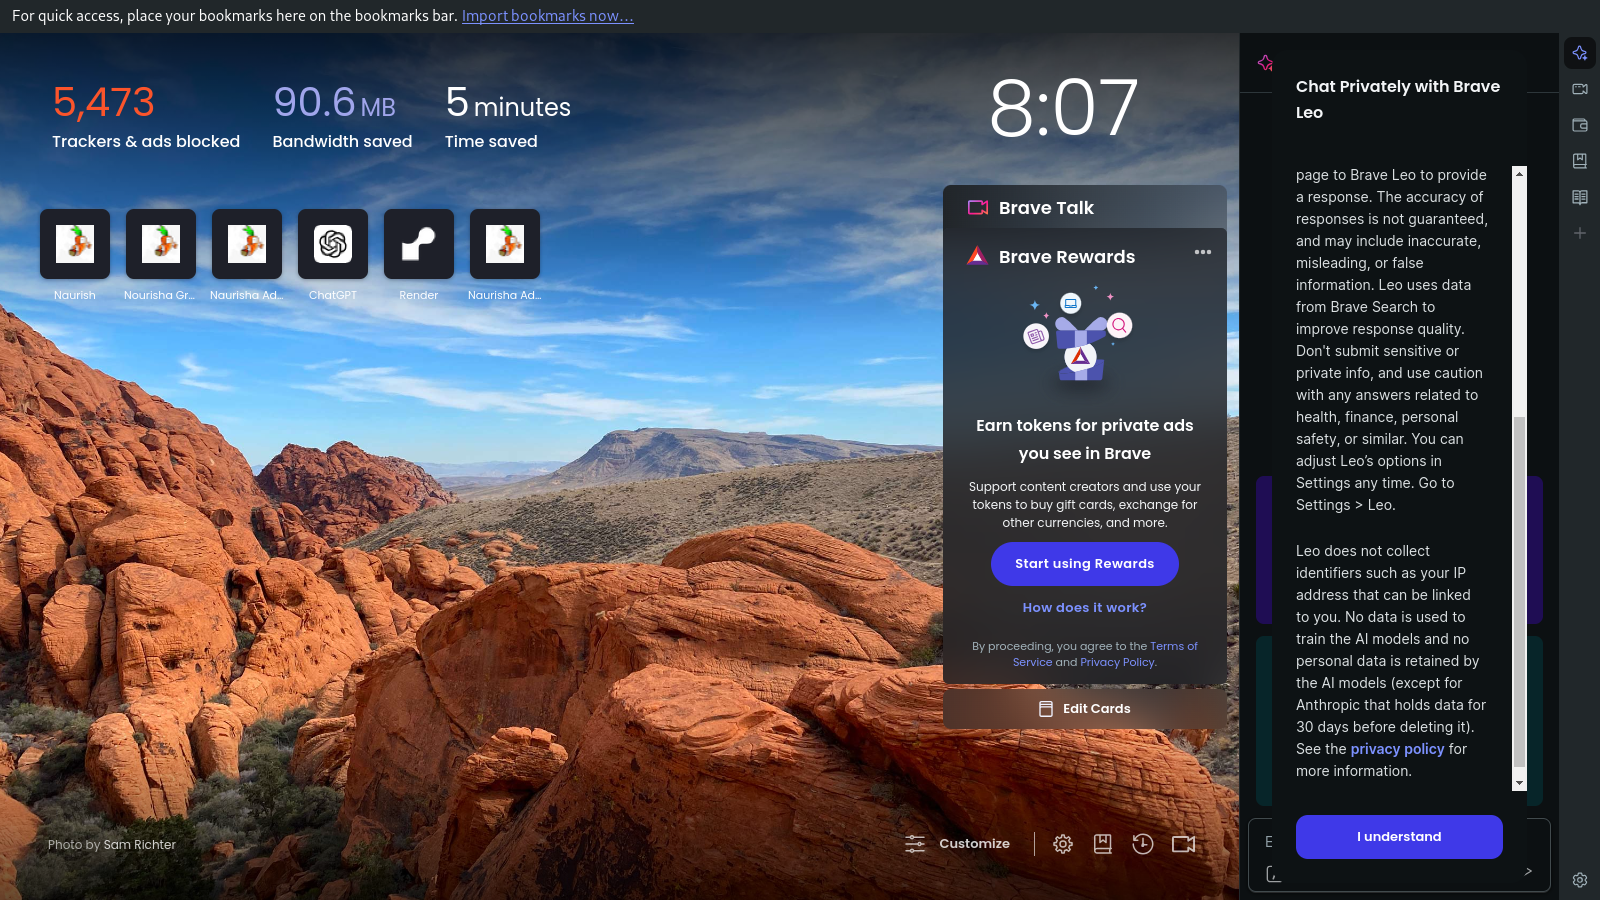 For quick access, place your bookmarks here on the bookmarks bar. Import bookmarks now...
5,473
Trackers & ads blocked
90.6 MB
Bandwidth saved
5 minutes
Time saved
8:07
Naurish
Nourisha Gr...
Naurisha Ad...
ChatGPT
Render
Naurisha Ad...
Brave Talk
Brave Rewards
Earn tokens for private ads
you see in Brave
Support content creators and use your
tokens to buy gift cards, exchange for
other currencies, and more.
Start using Rewards
How does it work?
By proceeding, you agree to the Terms of
Service and Privacy Policy.
Edit Cards
Photo by Sam Richter
Customize
Chat Privately with Brave
Leo
page to Brave Leo to provide
a response. The accuracy of
responses is not guaranteed,
and may include inaccurate,
misleading, or false
information. Leo uses data
from Brave Search to
improve response quality.
Don't submit sensitive or
private info, and use caution
with any answers related to
health, finance, personal
safety, or similar. You can
adjust Leo’s options in
Settings any time. Go to
Settings > Leo.
Leo does not collect
identifiers such as your IP
address that can be linked
to you. No data is used to
train the AI models and no
personal data is retained by
the AI models (except for
Anthropic that holds data for
30 days before deleting it).
See the privacy policy for
more information.
I understand